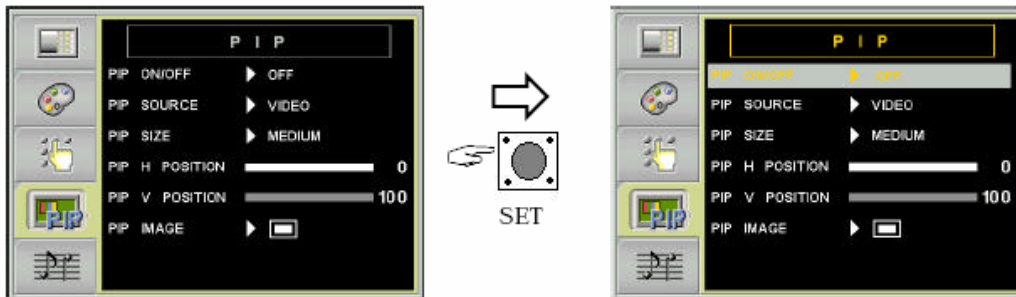 P I P
PIP ON/OFF OFF
PIP SOURCE VIDEO
PIP SIZE MEDIUM
PIP H POSITION 0
PIP V POSITION 100
PIP IMAGE
PIP
SET
P I P
PIP ON/OFF OFF
PIP SOURCE VIDEO
PIP SIZE MEDIUM
PIP H POSITION 0
PIP V POSITION 100
PIP IMAGE
PIP